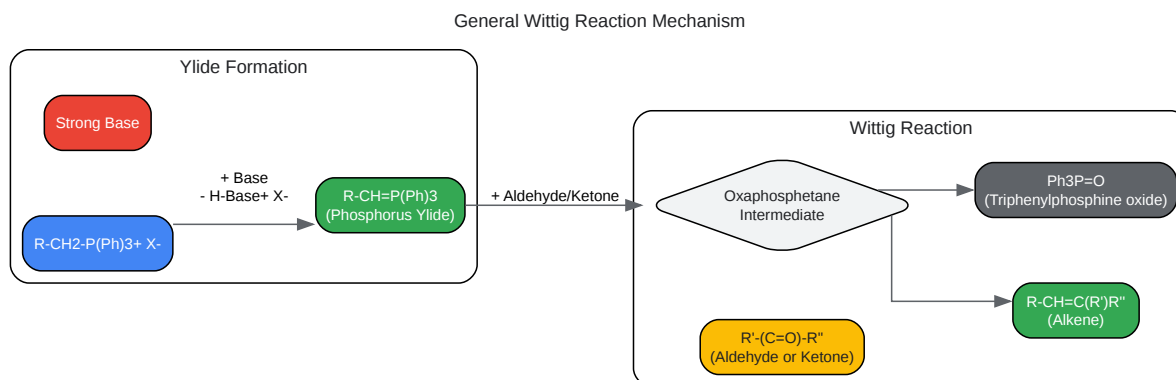 General Wittig Reaction Mechanism
Ylide Formation
Strong Base
+ Base
- H-Base+ X-
R-CH2-P(Ph)3+ X-
R-CH=P(Ph)3
(Phosphorus Ylide)
+ Aldehyde/Ketone
Wittig Reaction
Oxaphosphetane
Intermediate
Ph3P=O
(Triphenylphosphine oxide)
R-CH=C(R')R"
(Alkene)
R'-(C=O)-R"
(Aldehyde or Ketone)